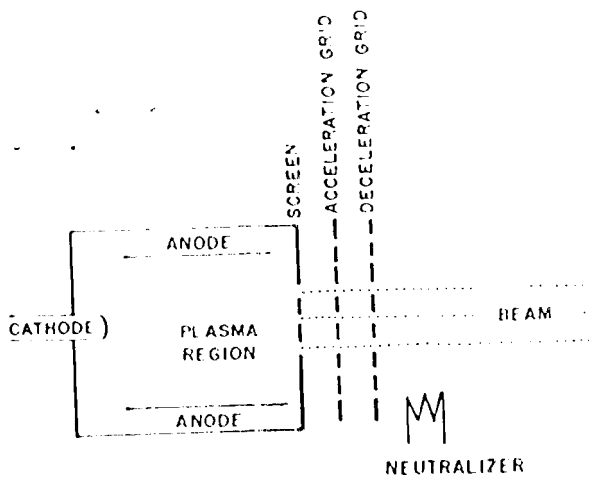 SCREEN
ACCELERATION GRID
DECELERATION GRID
ANODE
CATHODE
PLASMA
REGION
BEAM
ANODE
NEUTRALIZER